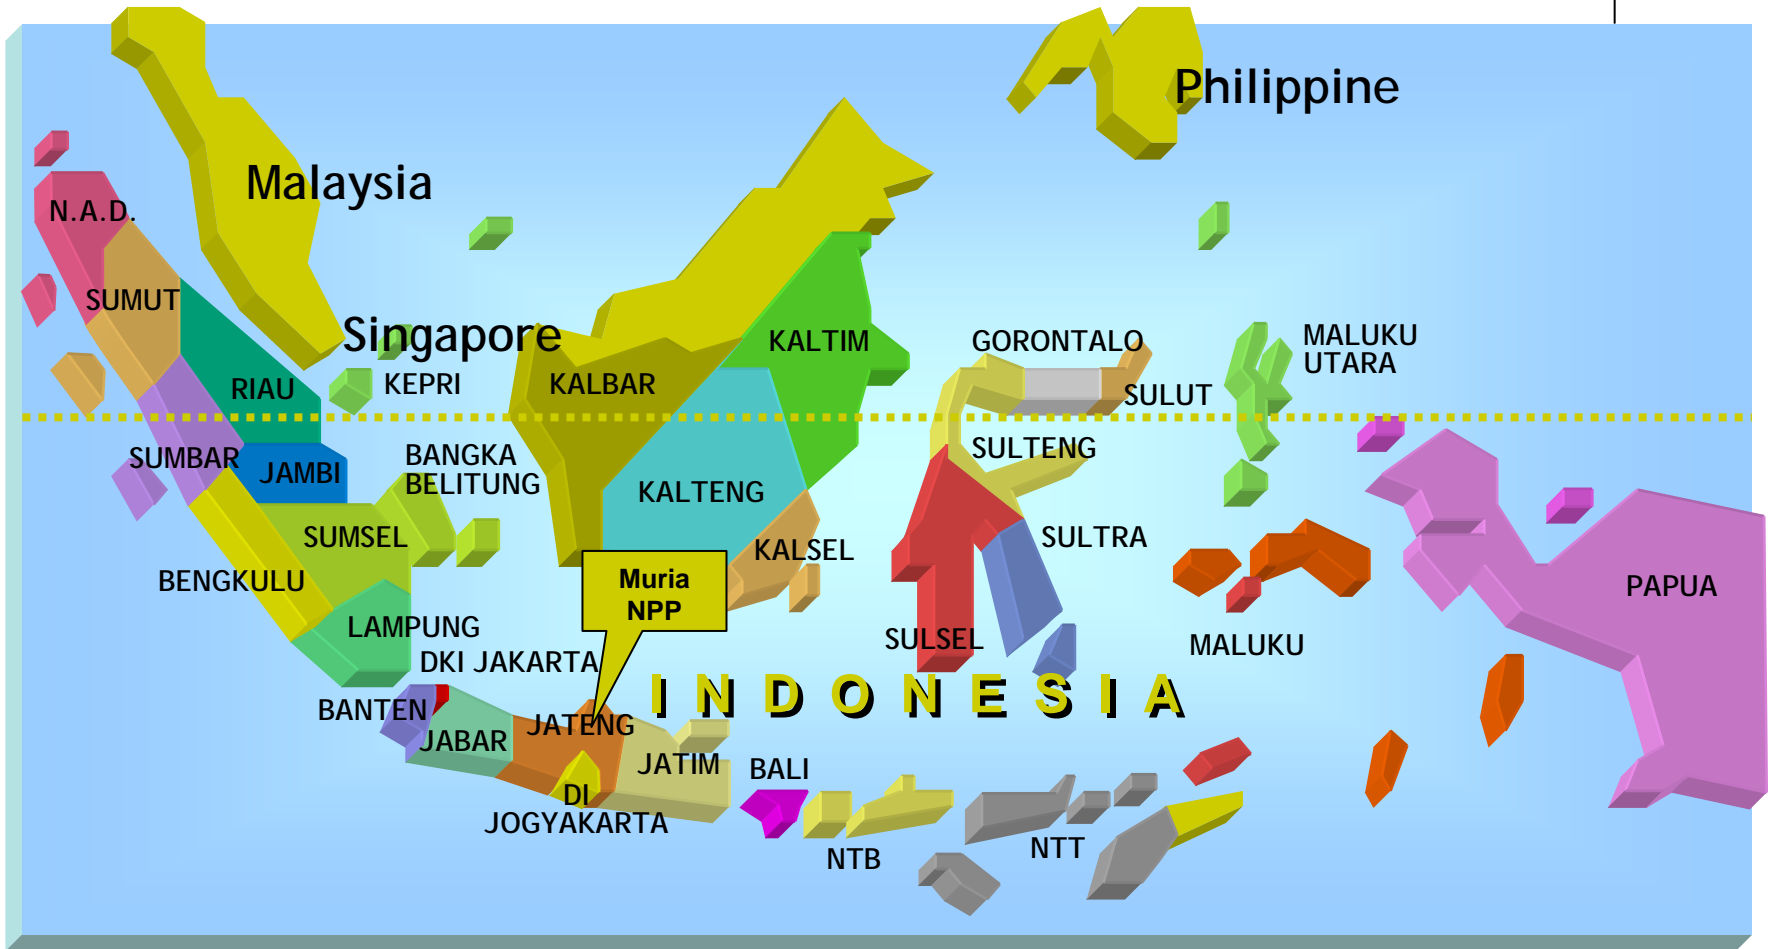 Philippine
Malaysia
N.A.D.
SUMUT
Singapore
KALTIM
GORONTALO
MALUKU
UTARA
RIAU
KEPRI
KALBAR
SULUT
SUMBAR
JAMBI
BANGKA
BELITUNG
SULTENG
KALTENG
SUMSEL
KALSEL
SULTRA
BENGKULU
Muria
NPP
PAPUA
LAMPUNG
SULSEL
MALUKU
DKI JAKARTA
INDONESIA
BANTEN
JABAR
JATENG
JATIM
BALI
DI
JOGYAKARTA
NTB
NTT